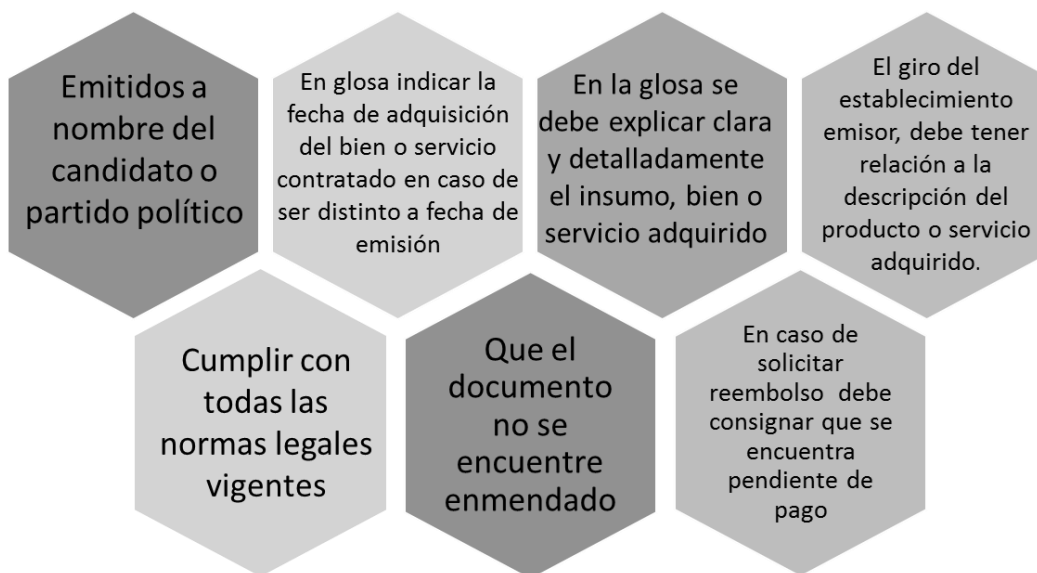 Emitidos a
nombre del
candidato o
partido político
En glosa indicar la
fecha de adquisición
del bien o servicio
contratado en caso de
ser distinto a fecha de
emisión
En la glosa se
debe explicar clara
y detalladamente
el insumo, bien o
servicio adquirido
El giro del
establecimiento
emisor, debe tener
relación a la
descripción del
producto o servicio
adquirido.
Cumplir con
todas las
normas legales
vigentes
Que el
documento
no se
encuentre
enmendado
En caso de
solicitar
reembolso debe
consignar que se
encuentra
pendiente de
pago